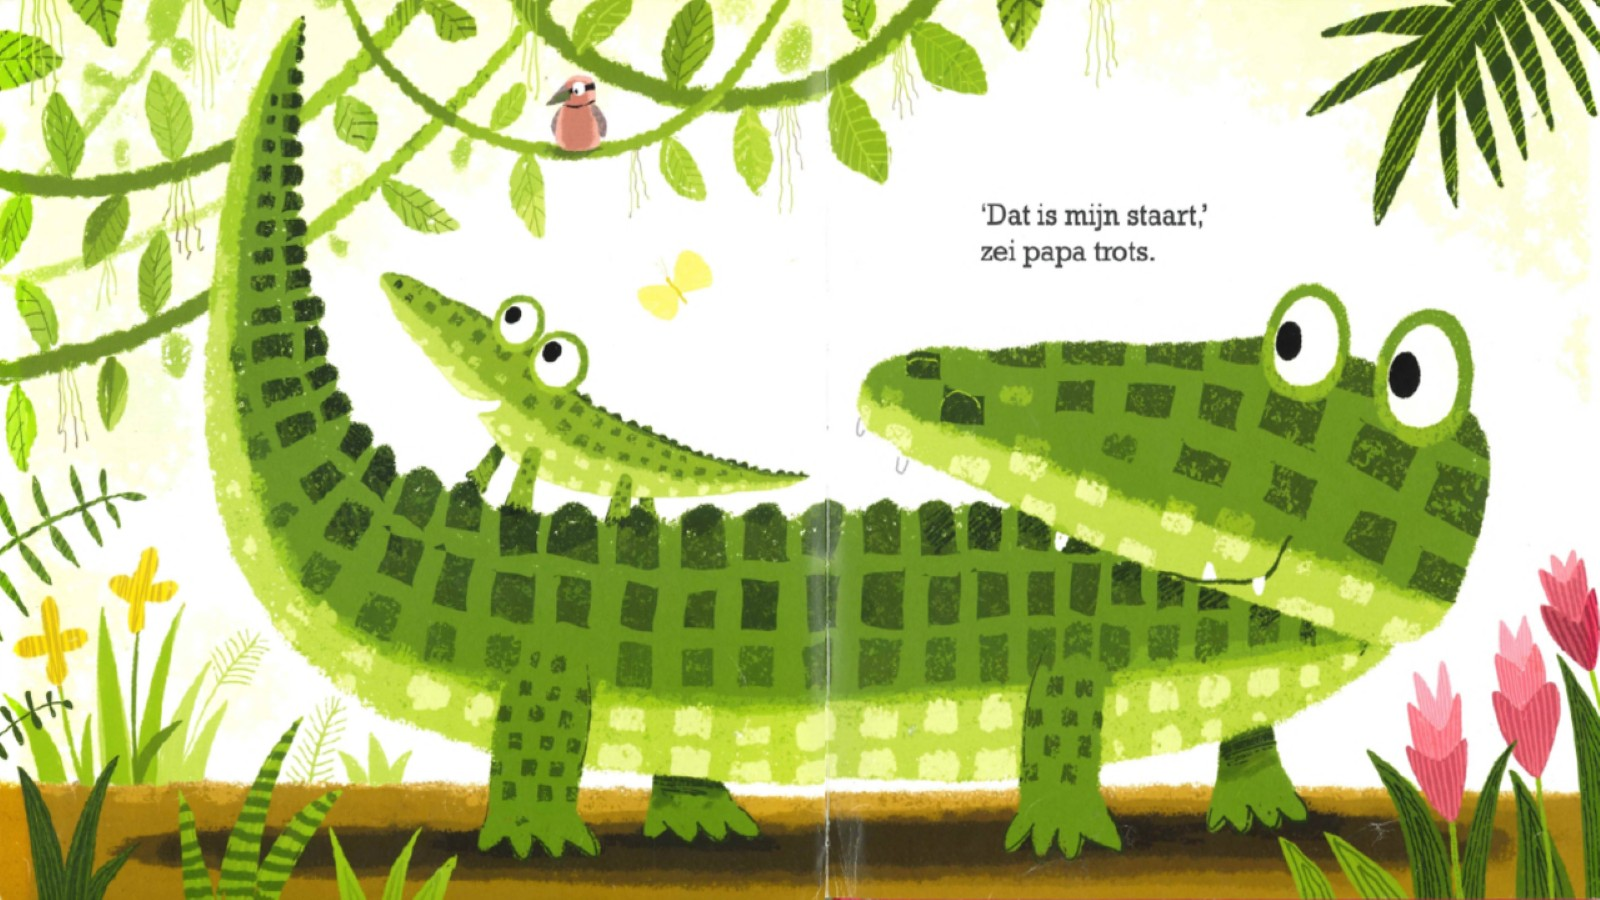 ‘Dat is mijn staart,’
zei papa trots.